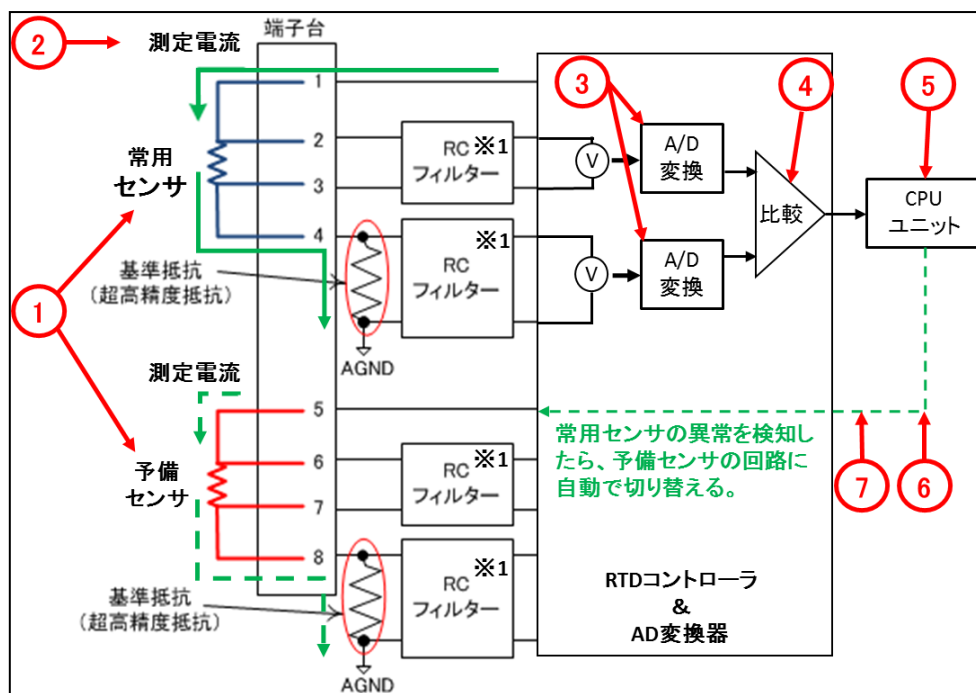 ②
測定電流
端子台
1
2
3
4
常用
センサ
RC※1
フィルター
※1
RC
フィルター
V
V
③
A/D
変換
A/D
変換
④
比較
⑤
CPU
ユニット
基準抵抗
(超高精度抵抗)
①
AGND
測定電流
5
6
7
8
予備
センサ
※1
RC
フィルター
※1
RC
フィルター
常用センサの異常を検知し
たら、予備センサの回路に
自動で切り替える。
⑦
⑥
基準抵抗
(超高精度抵抗)
AGND
RTDコントローラ
&
AD変換器